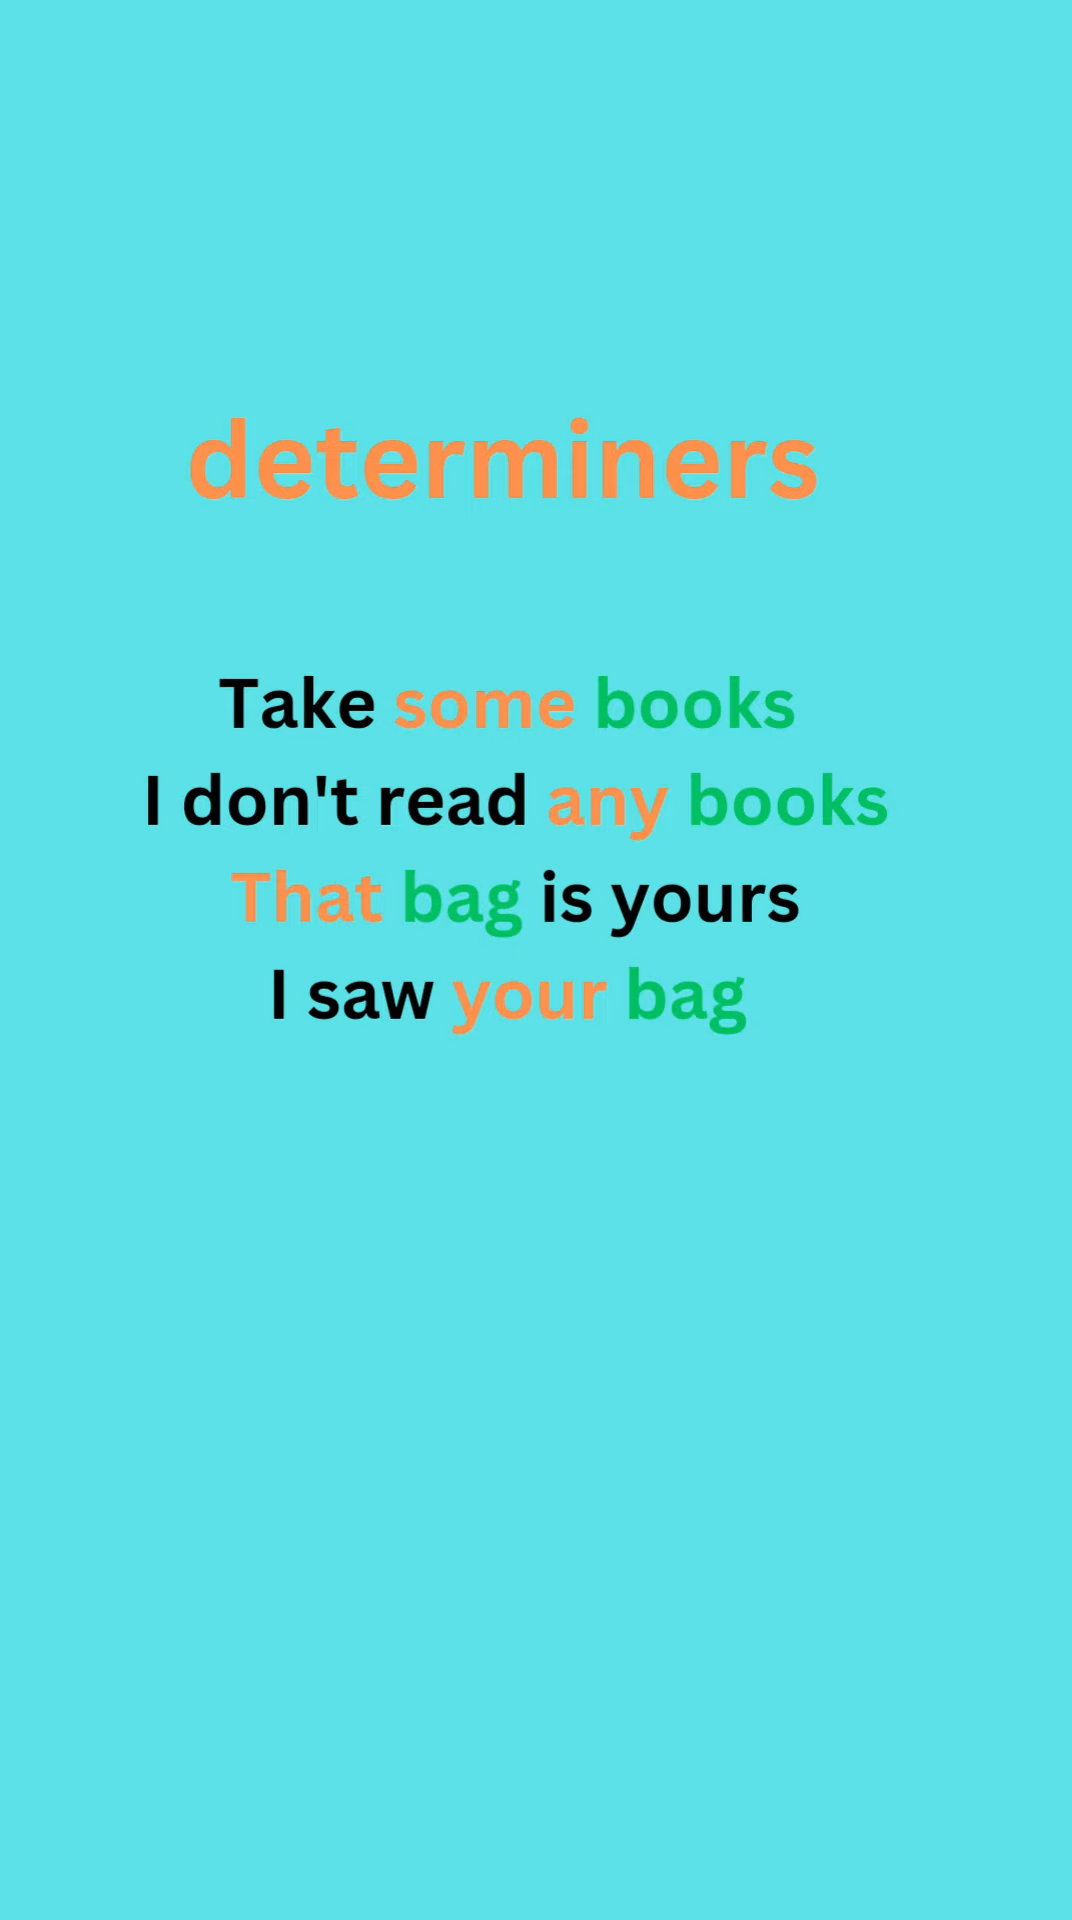 determiners
Take some books
I don't read any books
That bag is yours
I saw your bag